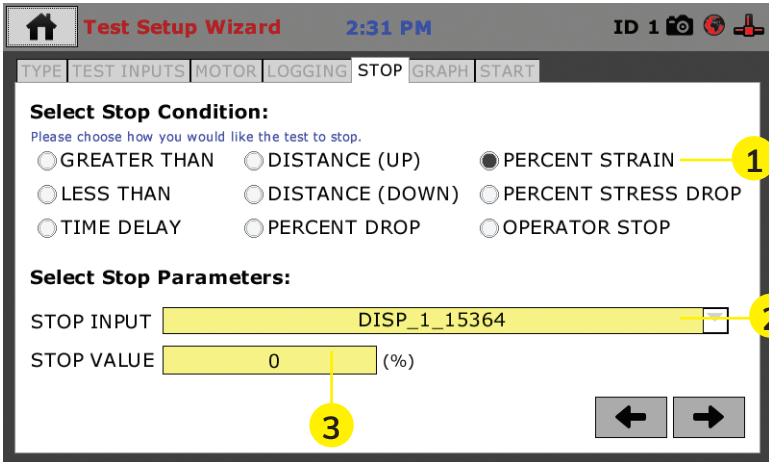 Test Setup Wizard 2:31 PM ID 1
TYPE TEST INPUTS MOTOR LOGGING STOP GRAPH START
Select Stop Condition:
Please choose how you would like the test to stop.
GREATER THAN DISTANCE (UP) PERCENT STRAIN 1
LESS THAN DISTANCE (DOWN) PERCENT STRESS DROP
TIME DELAY PERCENT DROP OPERATOR STOP
Select Stop Parameters:
STOP INPUT DISP_1_15364 2
STOP VALUE 0 (%)
3